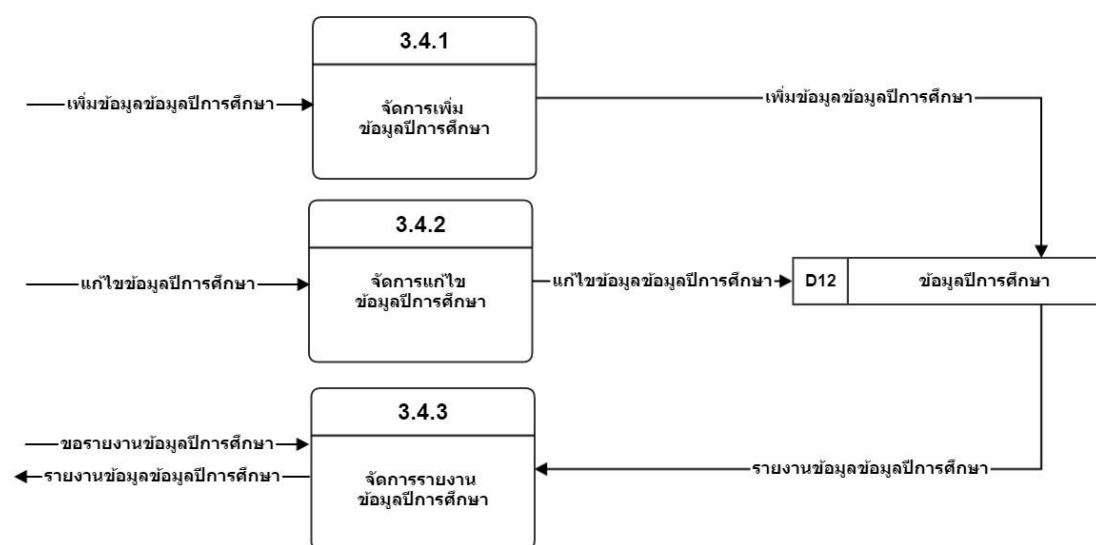 3.4.1
เพิ่มข้อมูลข้อมูลปีการศึกษา
จัดการเพิ่ม
ข้อมูลปีการศึกษา
เพิ่มข้อมูลข้อมูลปีการศึกษา
3.4.2
แก้ไขข้อมูลปีการศึกษา
จัดการแก้ไข
ข้อมูลปีการศึกษา
แก้ไขข้อมูลข้อมูลปีการศึกษา
D12
ข้อมูลปีการศึกษา
3.4.3
ขอรายงานข้อมูลปีการศึกษา
รายงานข้อมูลข้อมูลปีการศึกษา
จัดการรายงาน
ข้อมูลปีการศึกษา
รายงานข้อมูลข้อมูลปีการศึกษา